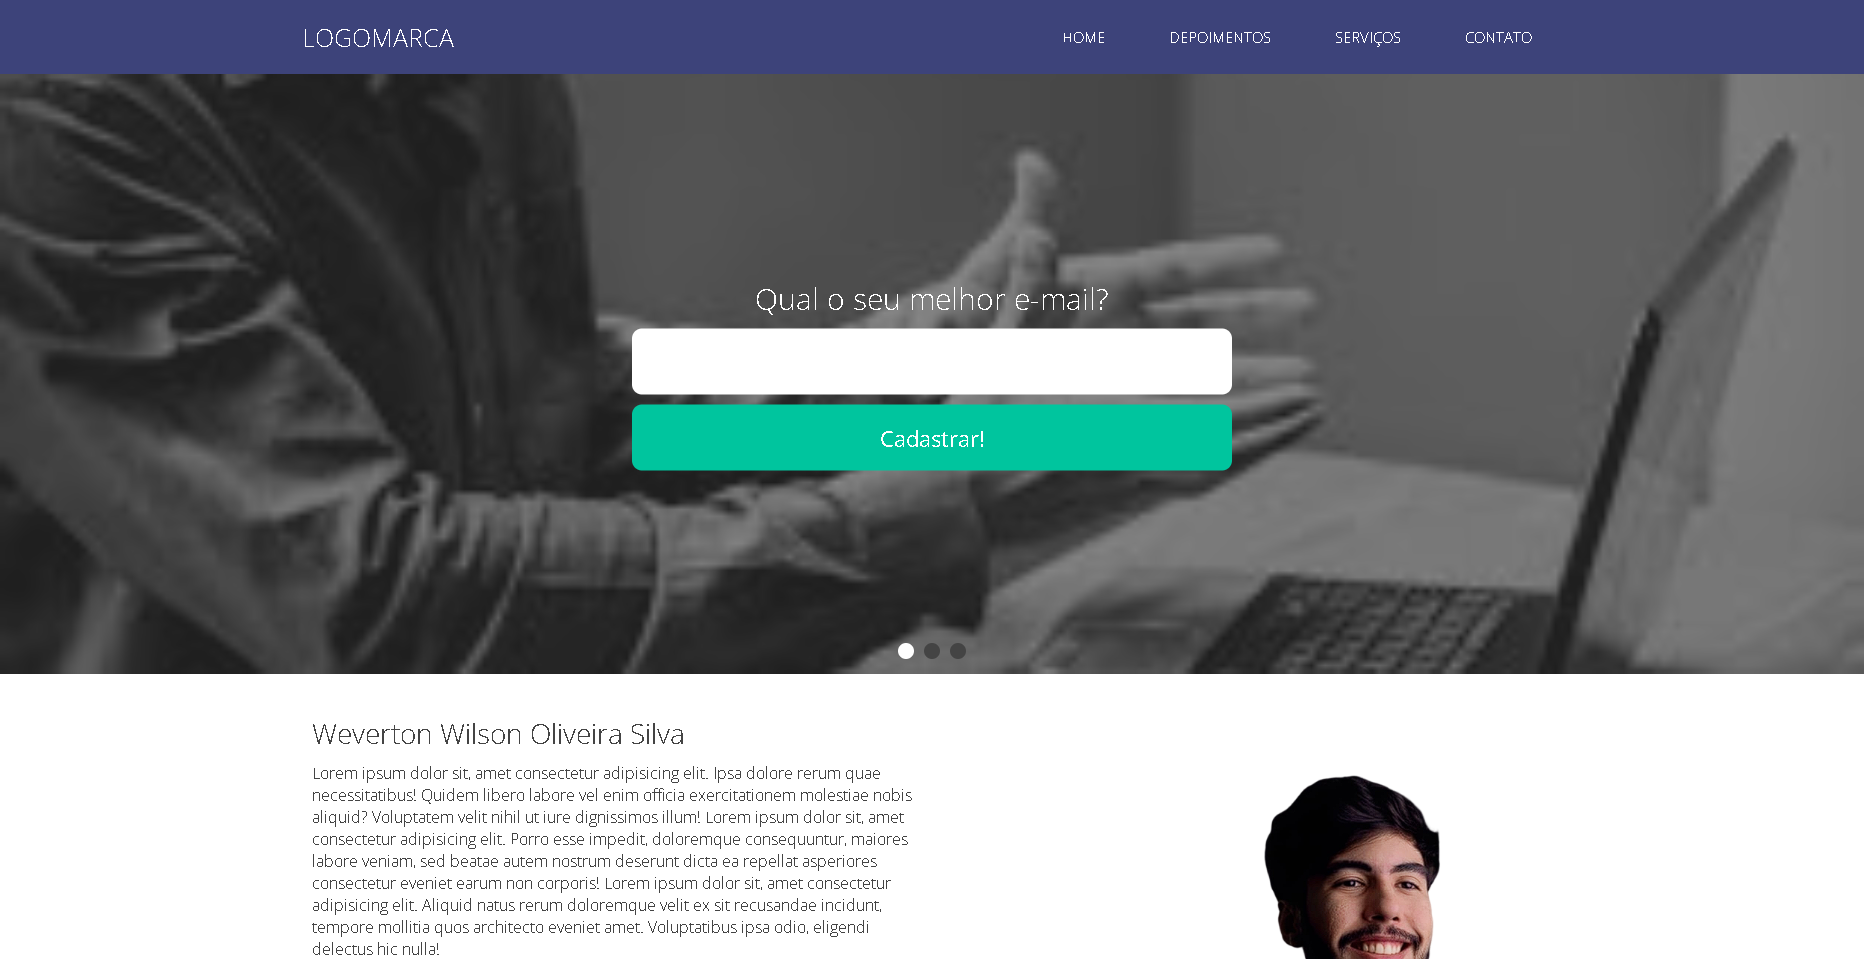 LOGOMARCA
HOME DEPOIMENTOS SERVIÇOS CONTATO
Qual o seu melhor e-mail?
Cadastrar!
Weverton Wilson Oliveira Silva
Lorem ipsum dolor sit, amet consectetur adipisicing elit. Ipsa dolore rerum quae
necessitatibus! Quidem libero labore vel enim officia exercitationem molestiae nobis
aliquid? Voluptatem velit nihil ut iure dignissimos illum! Lorem ipsum dolor sit, amet
consectetur adipisicing elit. Porro esse impedit, doloremque consequuntur, maiores
labore veniam, sed beatae autem nostrum deserunt dicta ea repellat asperiores
consectetur eveniet earum non corporis! Lorem ipsum dolor sit, amet consectetur
adipisicing elit. Aliquid natus rerum doloremque velit ex sit recusandae incidunt,
tempore mollitia quos architecto eveniet amet. Voluptatibus ipsa odio, eligendi
delectus hic nulla!